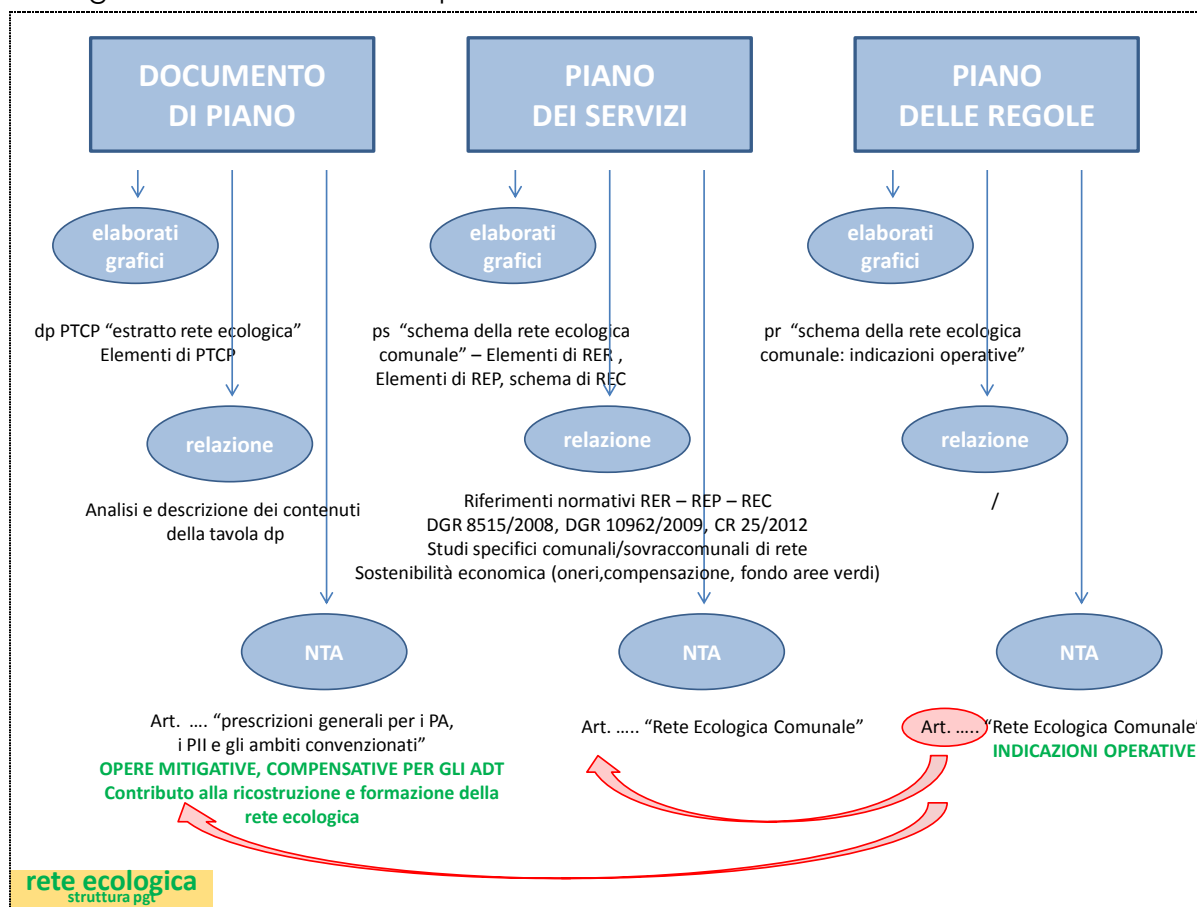 DOCUMENTO
DI PIANO
PIANO
DEI SERVIZI
PIANO
DELLE REGOLE
elaborati
grafici
elaborati
grafici
elaborati
grafici
dp PTCP “estratto rete ecologica”
Elementi di PTCP
ps “schema della rete ecologica
comunale” – Elementi di RER ,
Elementi di REP, schema di REC
pr “schema della rete ecologica
comunale: indicazioni operative”
relazione
relazione
relazione
Analisi e descrizione dei contenuti
della tavola dp
Riferimenti normativi RER – REP – REC
DGR 8515/2008, DGR 10962/2009, CR 25/2012
Studi specifici comunali/sovraccomunali di rete
Sostenibilità economica (oneri,compensazione, fondo aree verdi)
/
NTA
NTA
NTA
Art. …. “prescrizioni generali per i PA,
i PII e gli ambiti convenzionati”
OPERE MITIGATIVE, COMPENSATIVE PER GLI ADT
Contributo alla ricostruzione e formazione della
rete ecologica
Art. ….. “Rete Ecologica Comunale”
Art. ….. “Rete Ecologica Comunale”
INDICAZIONI OPERATIVE
rete ecologica
struttura pgt